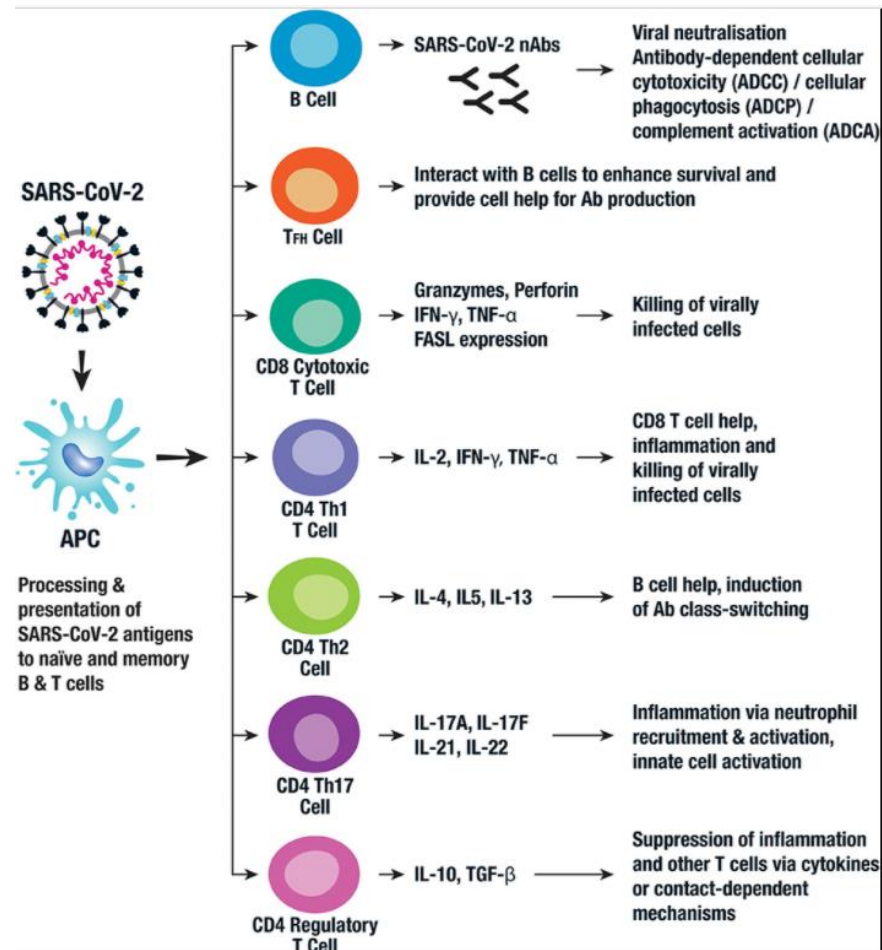 SARS-CoV-2
APC
Processing &
presentation of
SARS-CoV-2 antigens
to naïve and memory
B & T cells
B Cell
SARS-CoV-2 nAbs
Viral neutralisation
Antibody-dependent cellular
cytotoxicity (ADCC) / cellular
phagocytosis (ADCP) /
complement activation (ADCA)
TFH Cell
Interact with B cells to enhance survival and
provide cell help for Ab production
CD8 Cytotoxic
T Cell
Granzymes, Perforin
IFN-γ, TNF-α
FASL expression
Killing of virally
infected cells
CD4 Th1
T Cell
IL-2, IFN-γ, TNF-α
CD8 T cell help,
inflammation and
killing of virally
infected cells
CD4 Th2
Cell
IL-4, IL5, IL-13
B cell help, induction
of Ab class-switching
CD4 Th17
Cell
IL-17A, IL-17F
IL-21, IL-22
Inflammation via neutrophil
recruitment & activation,
innate cell activation
CD4 Regulatory
T Cell
IL-10, TGF-β
Suppression of inflammation
and other T cells via cytokines
or contact-dependent
mechanisms